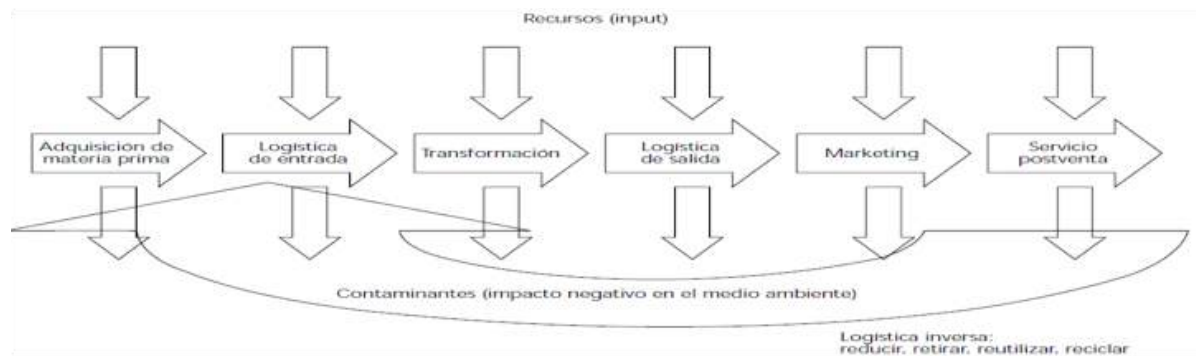 Recursos (input)
Adquisición de
materia prima
Logística
de entrada
Transformación
Logística
de salida
Marketing
Servicio
postventa
Contaminantes (impacto negativo en el medio ambiente)
Logística inversa:
reducir, retirar, reutilizar, reciclar